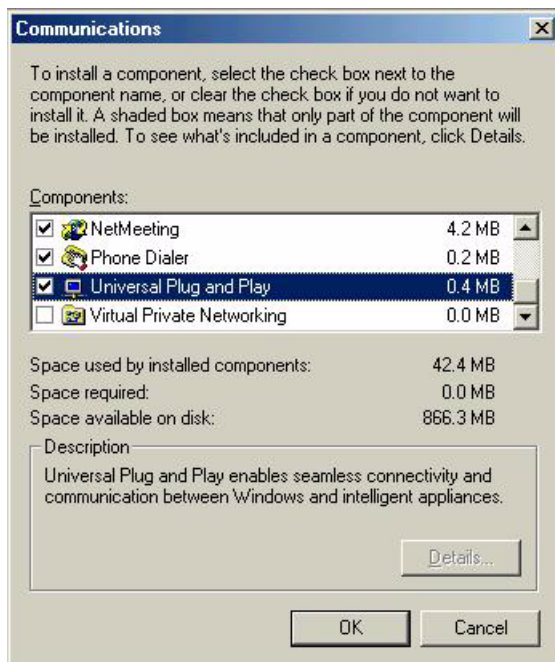 Communications
To install a component, select the check box next to the
component name, or clear the check box if you do not want to
install it. A shaded box means that only part of the component will
be installed. To see what's included in a component, click Details.
Components:
NetMeeting 4.2 MB
Phone Dialer 0.2 MB
Universal Plug and Play 0.4 MB
Virtual Private Networking 0.0 MB
Space used by installed components: 42.4 MB
Space required: 0.0 MB
Space available on disk: 866.3 MB
Description
Universal Plug and Play enables seamless connectivity and
communication between Windows and intelligent appliances.
Details...
OK Cancel